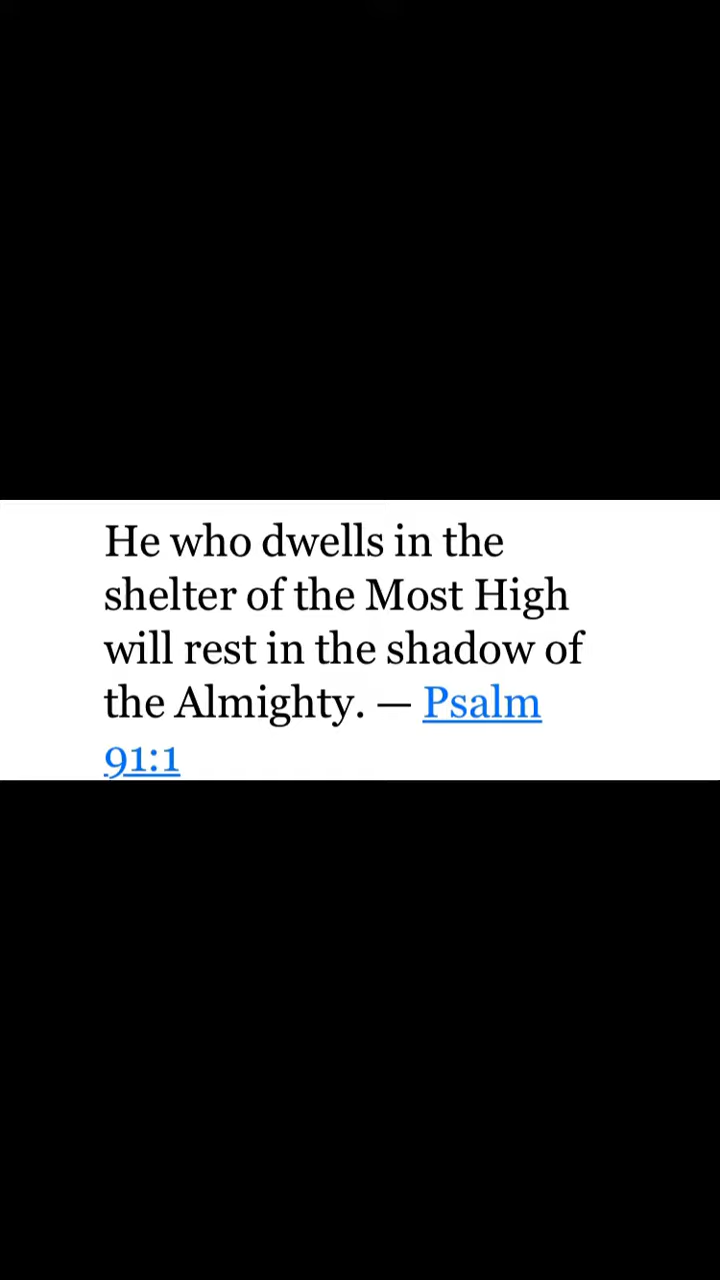 He who dwells in the
shelter of the Most High
will rest in the shadow of
the Almighty. — Psalm
91:1